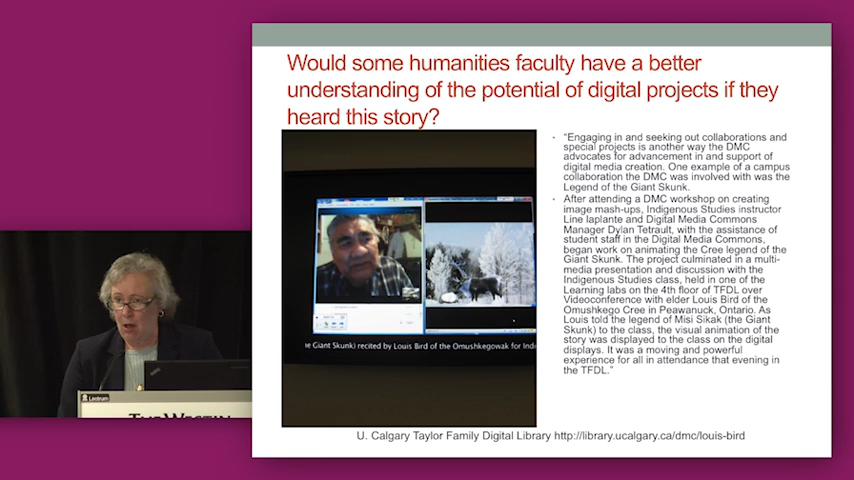 Would some humanities faculty have a better
understanding of the potential of digital projects if they
heard this story?
• “Engaging in and seeking out collaborations and
special projects is another way the DMC
advocates for advancement in and support of
digital media creation. One example of a campus
collaboration the DMC was involved with was the
Legend of the Giant Skunk.
• After attending a DMC workshop on creating
image mash-ups, Indigenous Studies instructor
Line laplante and Digital Media Commons
Manager Dylan Tetrault, with the assistance of
student staff in the Digital Media Commons,
began work on animating the Cree legend of the
Giant Skunk. The project culminated in a multi-
media presentation and discussion with the
Indigenous Studies class, held in one of the
Learning labs on the 4th floor of TFDL over
Videoconference with elder Louis Bird of the
Omushkego Cree in Peawanuck, Ontario. As
Louis told the legend of Misi Sikak (the Giant
Skunk) to the class, the visual animation of the
story was displayed to the class on the digital
displays. It was a moving and powerful
experience for all in attendance that evening in
the TFDL.”
e Giant Skunk) recited by Louis Bird of the Omushkegowak for Indi
U. Calgary Taylor Family Digital Library http://library.ucalgary.ca/dmc/louis-bird
Lectrum
THE WESTIN